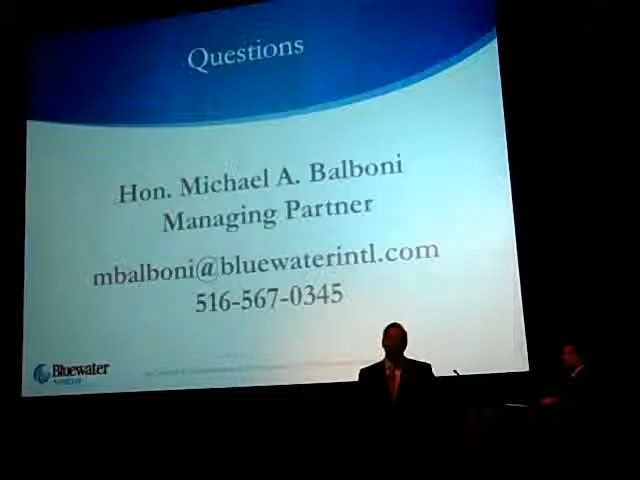 Questions
Hon. Michael A. Balboni
Managing Partner
mbalboni@bluewaterintl.com
516-567-0345
Bluewater